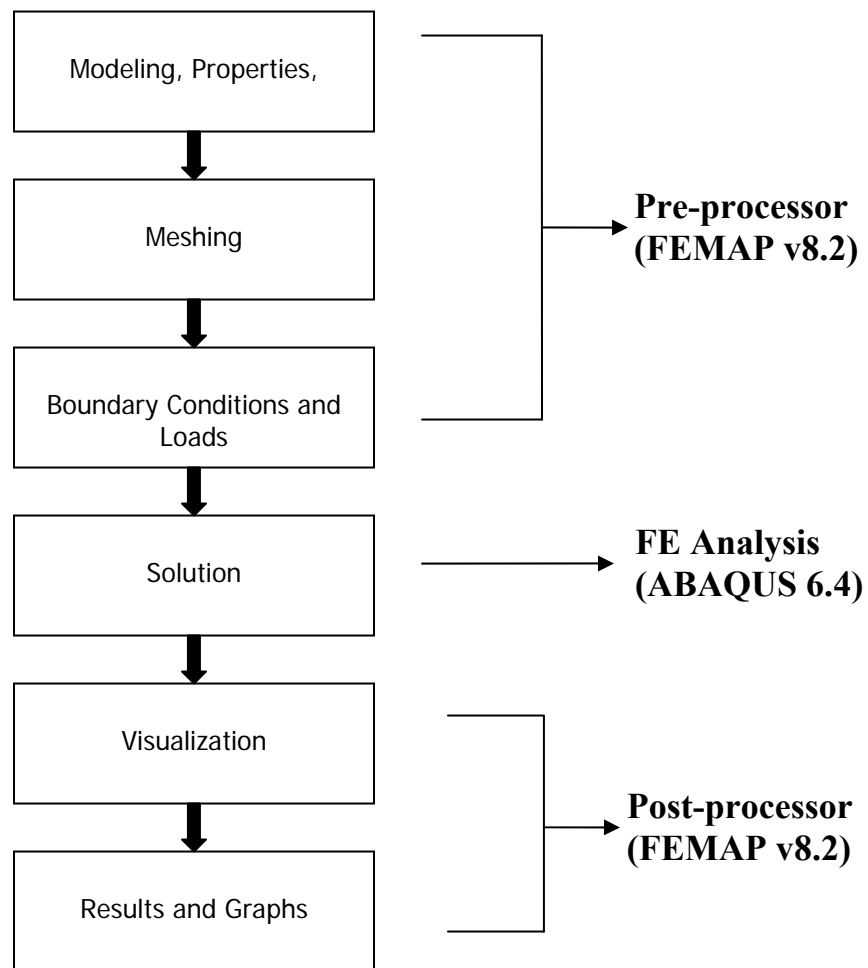 Modeling, Properties,
Meshing
Pre-processor
(FEMAP v8.2)
Boundary Conditions and
Loads
Solution
FE Analysis
(ABAQUS 6.4)
Visualization
Post-processor
(FEMAP v8.2)
Results and Graphs